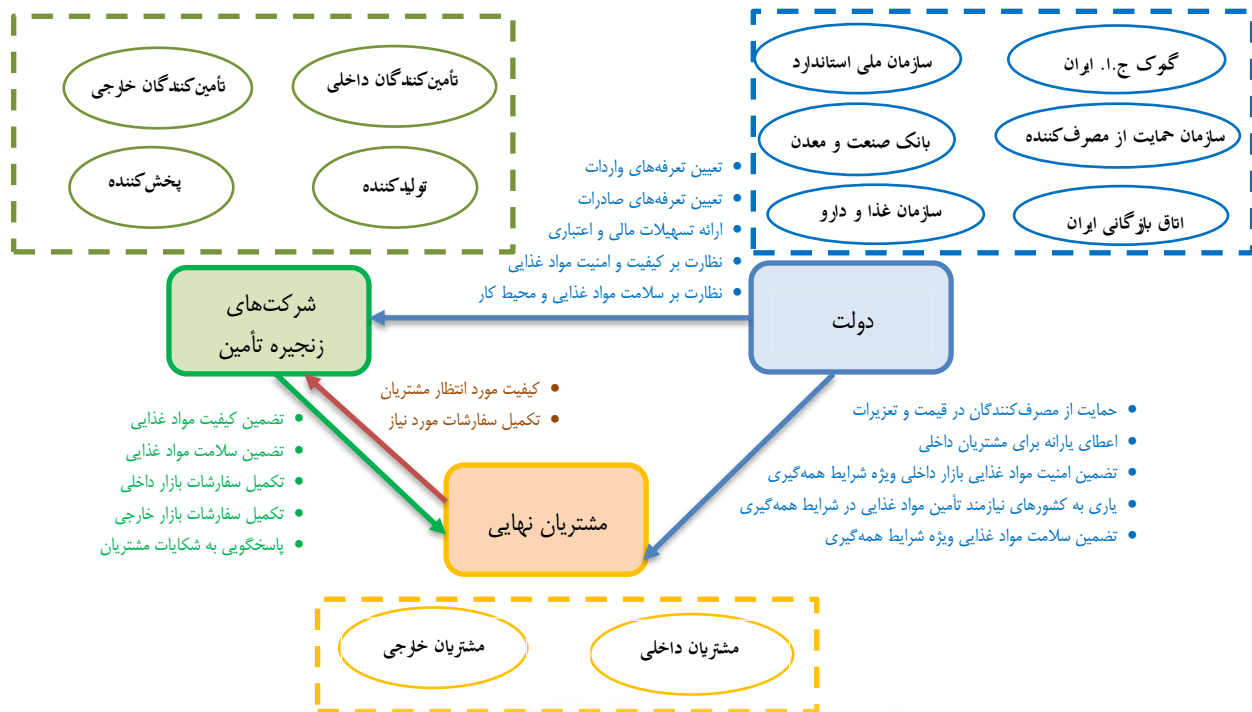 گمرک ج.ا. ایران
سازمان ملی استاندارد
سازمان حمایت از مصرف‌کننده
بانک صنعت و معدن
اتاق بازرگانی ایران
سازمان غذا و دارو
تأمین‌کنندگان داخلی
تأمین‌کنندگان خارجی
تولیدکننده
پخش‌کننده
• تعیین تعرفه‌های واردات
• تعیین تعرفه‌های صادرات
• ارائه تسهیلات مالی و اعتباری
• نظارت بر کیفیت و امنیت مواد غذایی
• نظارت بر سلامت مواد غذایی و محیط کار
دولت
شرکت‌های
زنجیره تأمین
• کیفیت مورد انتظار مشتریان
• تکمیل سفارشات مورد نیاز
• حمایت از مصرف‌کنندگان در قیمت و تعزیرات
• اعطای یارانه برای مشتریان داخلی
• تضمین امنیت مواد غذایی بازار داخلی ویژه شرایط همه‌گیری
• یاری به کشورهای نیازمند تأمین مواد غذایی در شرایط همه‌گیری
• تضمین سلامت مواد غذایی ویژه شرایط همه‌گیری
• تضمین کیفیت مواد غذایی
• تضمین سلامت مواد غذایی
• تکمیل سفارشات بازار داخلی
• تکمیل سفارشات بازار خارجی
• پاسخگویی به شکایات مشتریان
مشتریان نهایی
مشتریان داخلی
مشتریان خارجی